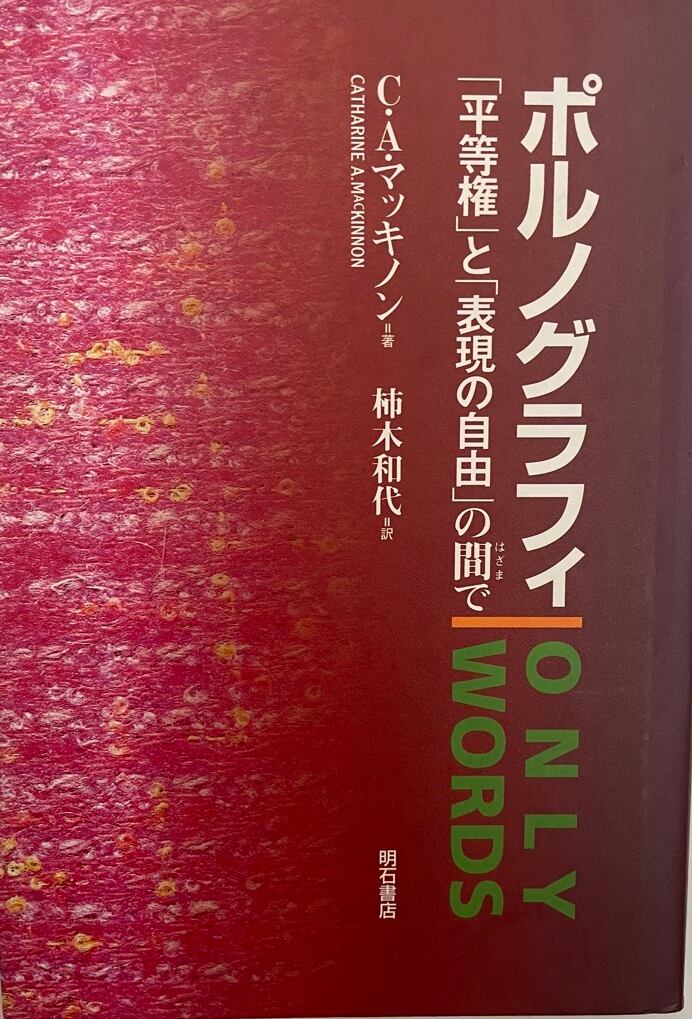 ポルノグラフィ
「平等権」と「表現の自由」の間で
はざま
ONLY
WORDS
C・A・マッキノン=著
CATHARINE A.MACKINNON
柿木和代=訳
明石書店